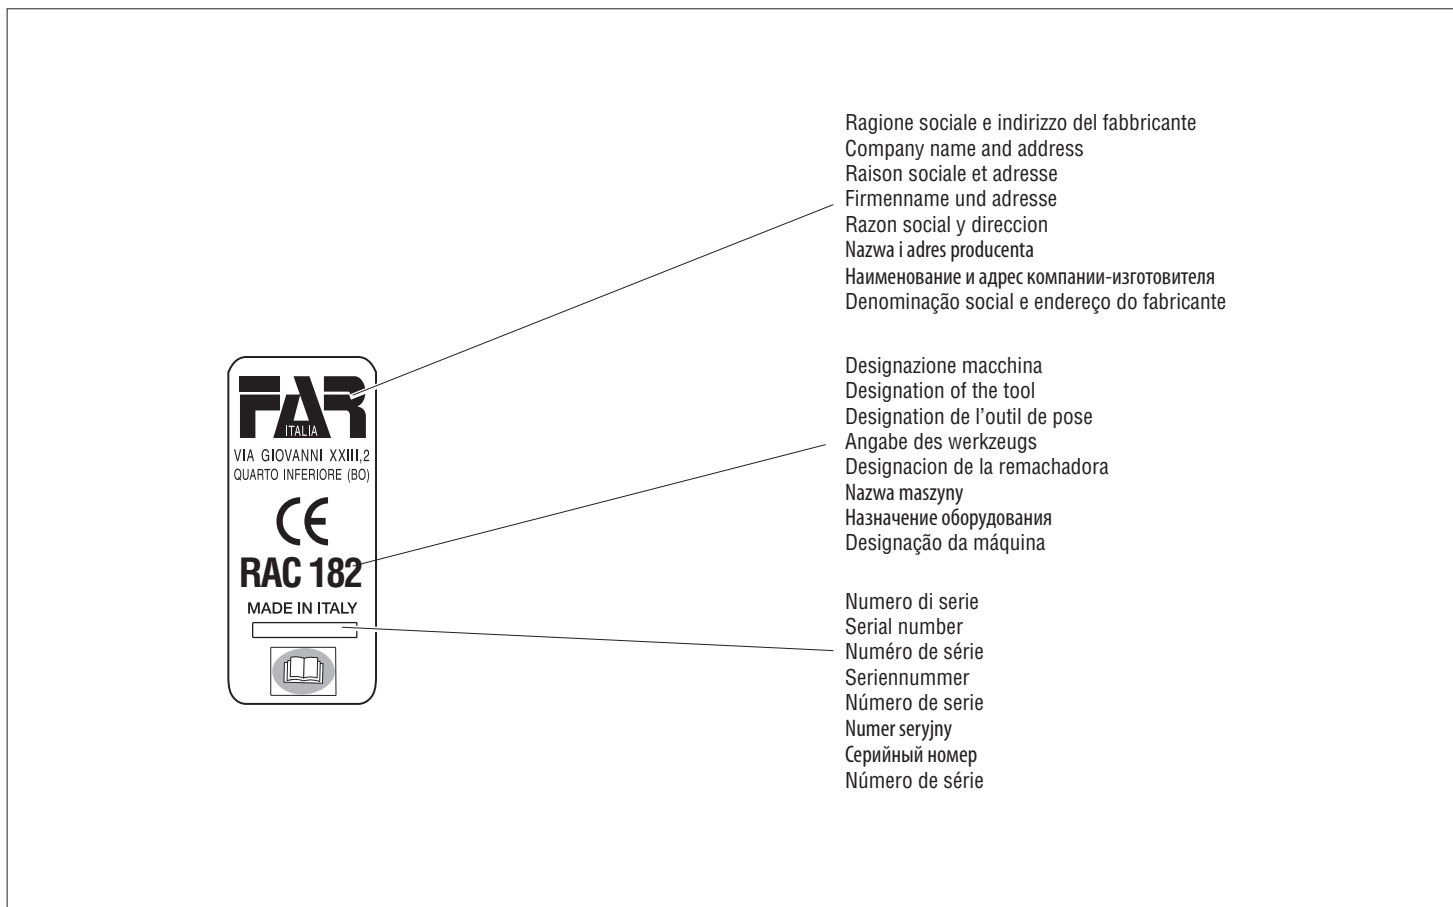 Ragione sociale e indirizzo del fabbricante
Company name and address
Raison sociale et adresse
Firmenname und adresse
Razon social y direccion
Nazwa i adres producenta
Наименование и адрес компании-изготовителя
Denominação social e endereço do fabricante
FAR
ITALIA
VIA GIOVANNI XXIII,2
QUARTO INFERIORE (BO)
CE
RAC 182
MADE IN ITALY
Designazione macchina
Designation of the tool
Designation de l’outil de pose
Angabe des werkzeugs
Designacion de la remachadora
Nazwa maszyny
Назначение оборудования
Designação da máquina
Numero di serie
Serial number
Numéro de série
Seriennummer
Número de serie
Numer seryjny
Серийный номер
Número de série